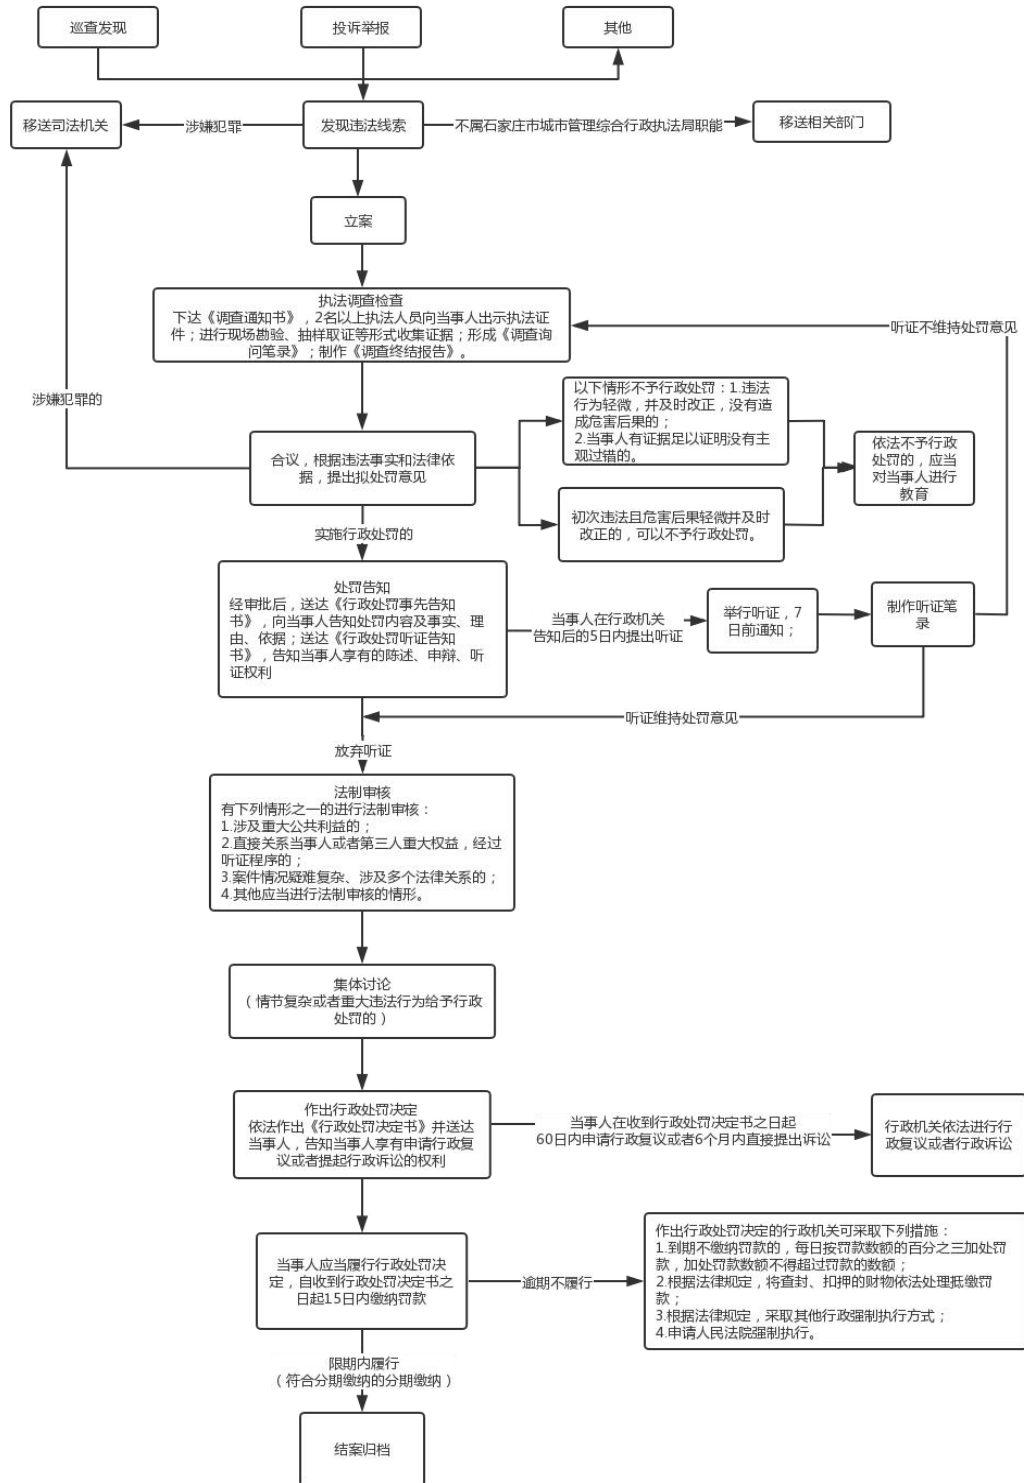 巡查发现
投诉举报
其他
移送司法机关
涉嫌犯罪
发现违法线索
不属石家庄市城市管理综合行政执法局职能
移送相关部门
立案
执法调查检查
下达《调查通知书》，2名以上执法人员向当事人出示执法证
件；进行现场勘验、抽样取证等形式收集证据；形成《调查询
问笔录》；制作《调查终结报告》。
听证不维持处罚意见
涉嫌犯罪的
以下情形不予行政处罚：1.违法
行为轻微，并及时改正，没有造
成危害后果的；
2.当事人有证据足以证明没有主
观过错的。
合议，根据违法事实和法律依
据，提出拟处罚意见
依法不予行政
处罚的，应当
对当事人进行
教育
初次违法且危害后果轻微并及时
改正的，可以不予行政处罚。
实施行政处罚的
处罚告知
经审批后，送达《行政处罚事先告知
书》，向当事人告知处罚内容及事实、理
由、依据；送达《行政处罚听证告知
书》，告知当事人享有的陈述、申辩、听
证权利
当事人在行政机关
告知后的5日内提出听证
举行听证，7
日前通知；
制作听证笔
录
听证维持处罚意见
放弃听证
法制审核
有下列情形之一的进行法制审核：
1.涉及重大公共利益的；
2.直接关系当事人或者第三人重大权益，经过
听证程序的；
3.案件情况疑难复杂、涉及多个法律关系的；
4.其他应当进行法制审核的情形。
集体讨论
（情节复杂或者重大违法行为给予行政
处罚的）
作出行政处罚决定
依法作出《行政处罚决定书》并送达
当事人，告知当事人享有申请行政复
议或者提起行政诉讼的权利
当事人在收到行政处罚决定书之日起
60日内申请行政复议或者6个月内直接提出诉讼
行政机关依法进行行
政复议或者行政诉讼
当事人应当履行行政处罚决
定，自收到行政处罚决定书之
日起15日内缴纳罚款
逾期不履行
作出行政处罚决定的行政机关可采取下列措施：
1.到期不缴纳罚款的，每日按罚款数额的百分之三加处罚
款，加处罚款数额不得超过罚款的数额；
2.根据法律规定，将查封、扣押的财物依法处理抵缴罚
款；
3.根据法律规定，采取其他行政强制执行方式；
4.申请人民法院强制执行。
限期内履行
（符合分期缴纳的分期缴纳）
结案归档